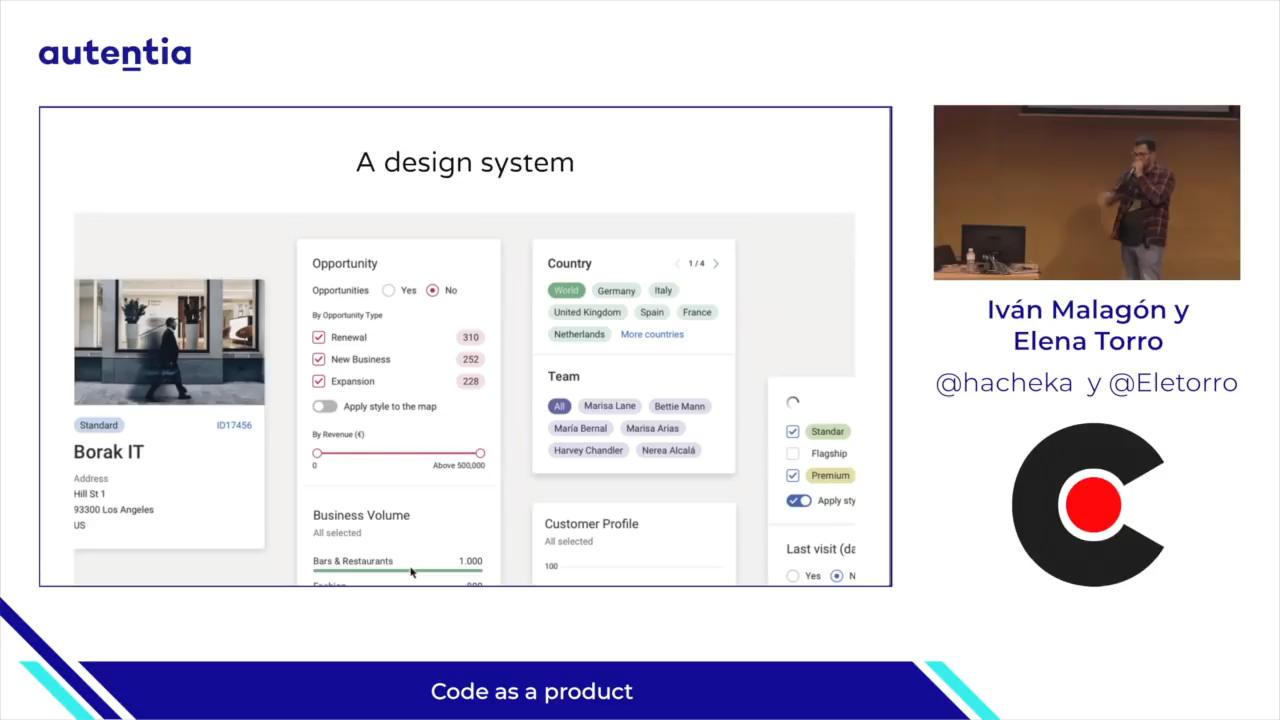 autentia
A design system
Standard
ID17456
Borak IT
Address
Hill St 1
93300 Los Angeles
US
Opportunity
Opportunities Yes No
By Opportunity Type
Renewal 310
New Business 252
Expansion 228
Apply style to the map
By Revenue (€)
0 Above 500,000
Business Volume
All selected
Bars & Restaurants 1.000
Country 1 / 4
World Germany Italy
United Kingdom Spain France
Netherlands More countries
Team
All Marisa Lane Bettie Mann
María Bernal Marisa Arias
Harvey Chandler Nerea Alcalá
Customer Profile
All selected
100
Standar
Flagship
Premium
Apply sty
Last visit (da
Yes N
Iván Malagón y
Elena Torro
@hacheka y @Eletorro
Code as a product